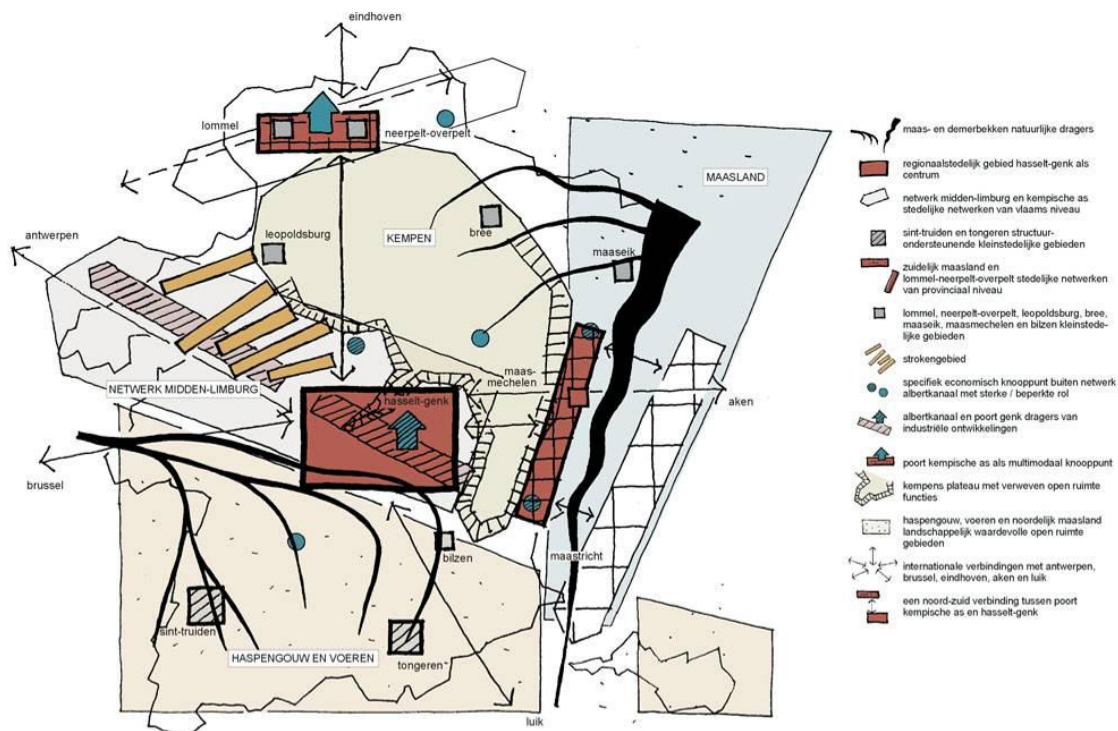 eindhoven
lommel
neerpelt-overpelt
MAASLAND
antwerpen
leopoldsburg
KEMPEN
bree
maaseik
NETWERK MIDDEN-LIMBURG
maas-
mechelen
hasselt-genk
aken
brussel
bilzen
maastricht
sint-truiden
HASPENGOUW EN VOEREN
tongeren
luik
maas- en demerbekken natuurlijke dragers
regionaalstedelijk gebied hasselt-genk als
centrum
netwerk midden-limburg en kempische as
stedelijke netwerken van vlaams niveau
sint-truiden en tongeren structuur-
ondersteunende kleinstedelijke gebieden
zuidelijk maasland en
lommel-neerpelt-overpelt stedelijke netwerken
van provinciaal niveau
lommel, neerpelt-overpelt, leopoldsburg, bree,
maaseik, maasmechelen en bilzen kleinstede-
lijke gebieden
strokengebied
specifiek economisch knooppunt buiten netwerk
albertkanaal met sterke / beperkte rol
albertkanaal en poort genk dragers van
industriële ontwikkelingen
poort kempische as als multimodaal knooppunt
kempens plateau met verweven open ruimte
functies
haspengouw, voeren en noordelijk maasland
landschappelijk waardevolle open ruimte
gebieden
internationale verbindingen met antwerpen,
brussel, eindhoven, aken en luik
een noord-zuid verbinding tussen poort
kempische as en hasselt-genk